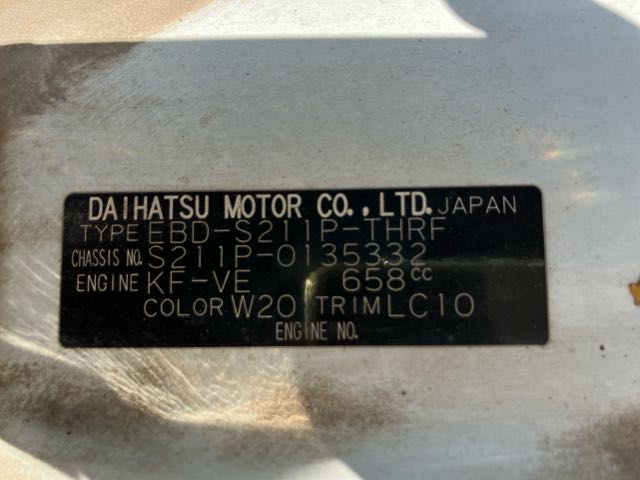 DAIHATSU MOTOR CO., LTD. JAPAN
TYPE EBD-S211P-THRF
CHASSIS NO. S211P-0135332
ENGINE KF-VE 658cc
COLOR W20 TRIM LC10
ENGINE NO.